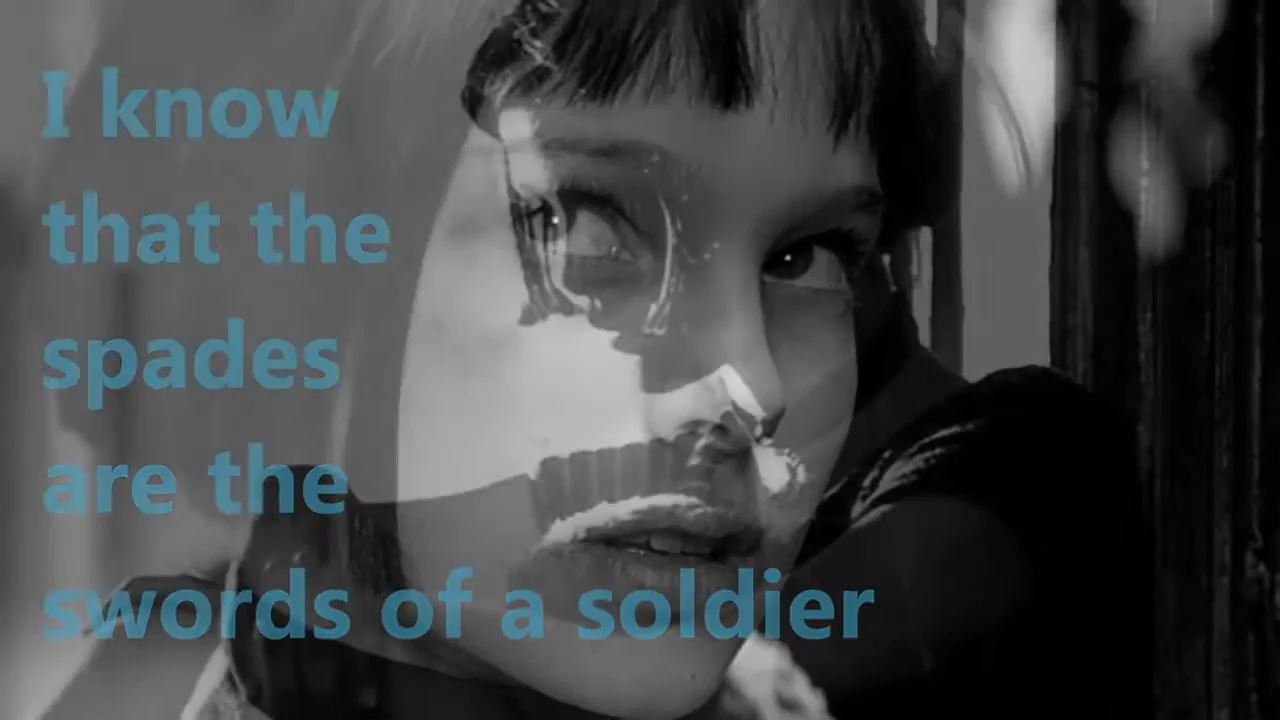 I know
that the
spades
are the
swords of a soldier